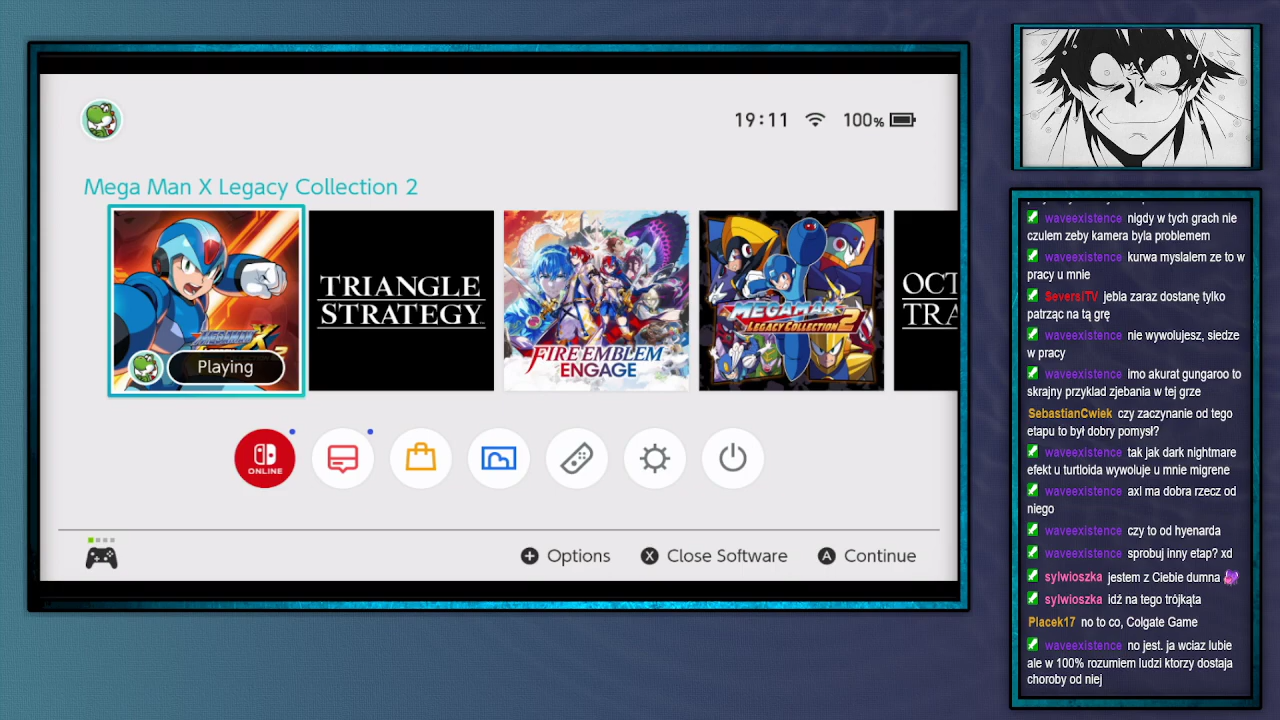 19:11 100%
Mega Man X Legacy Collection 2
MEGAMAN X
Playing
TRIANGLE
STRATEGY
FIRE EMBLEM
ENGAGE
MEGAMAN
LEGACY COLLECTION 2
OCT
TRA
ONLINE
Options
Close Software
Continue
waveexistence nigdy w tych grach nie
czulem zeby kamera byla problemem
waveexistence kurwa myslalem ze to w
pracy u mnie
SeversiTV jebla zaraz dostanę tylko
patrząc na tą grę
waveexistence nie wywolujesz, siedze
w pracy
waveexistence imo akurat gungaroo to
skrajny przyklad zjebania w tej grze
SebastianCwiek czy zaczynanie od tego
etapu to był dobry pomysł?
waveexistence tak jak dark nightmare
efekt u turtloida wywoluje u mnie migrene
waveexistence axl ma dobra rzecz od
niego
waveexistence czy to od hyenarda
waveexistence sprobuj inny etap? xd
sylwioszka jestem z Ciebie dumna
sylwioszka idź na tego trójkąta
Placek17 no to co, Colgate Game
waveexistence no jest. ja wciaz lubie
ale w 100% rozumiem ludzi ktorzy dostaja
choroby od niej